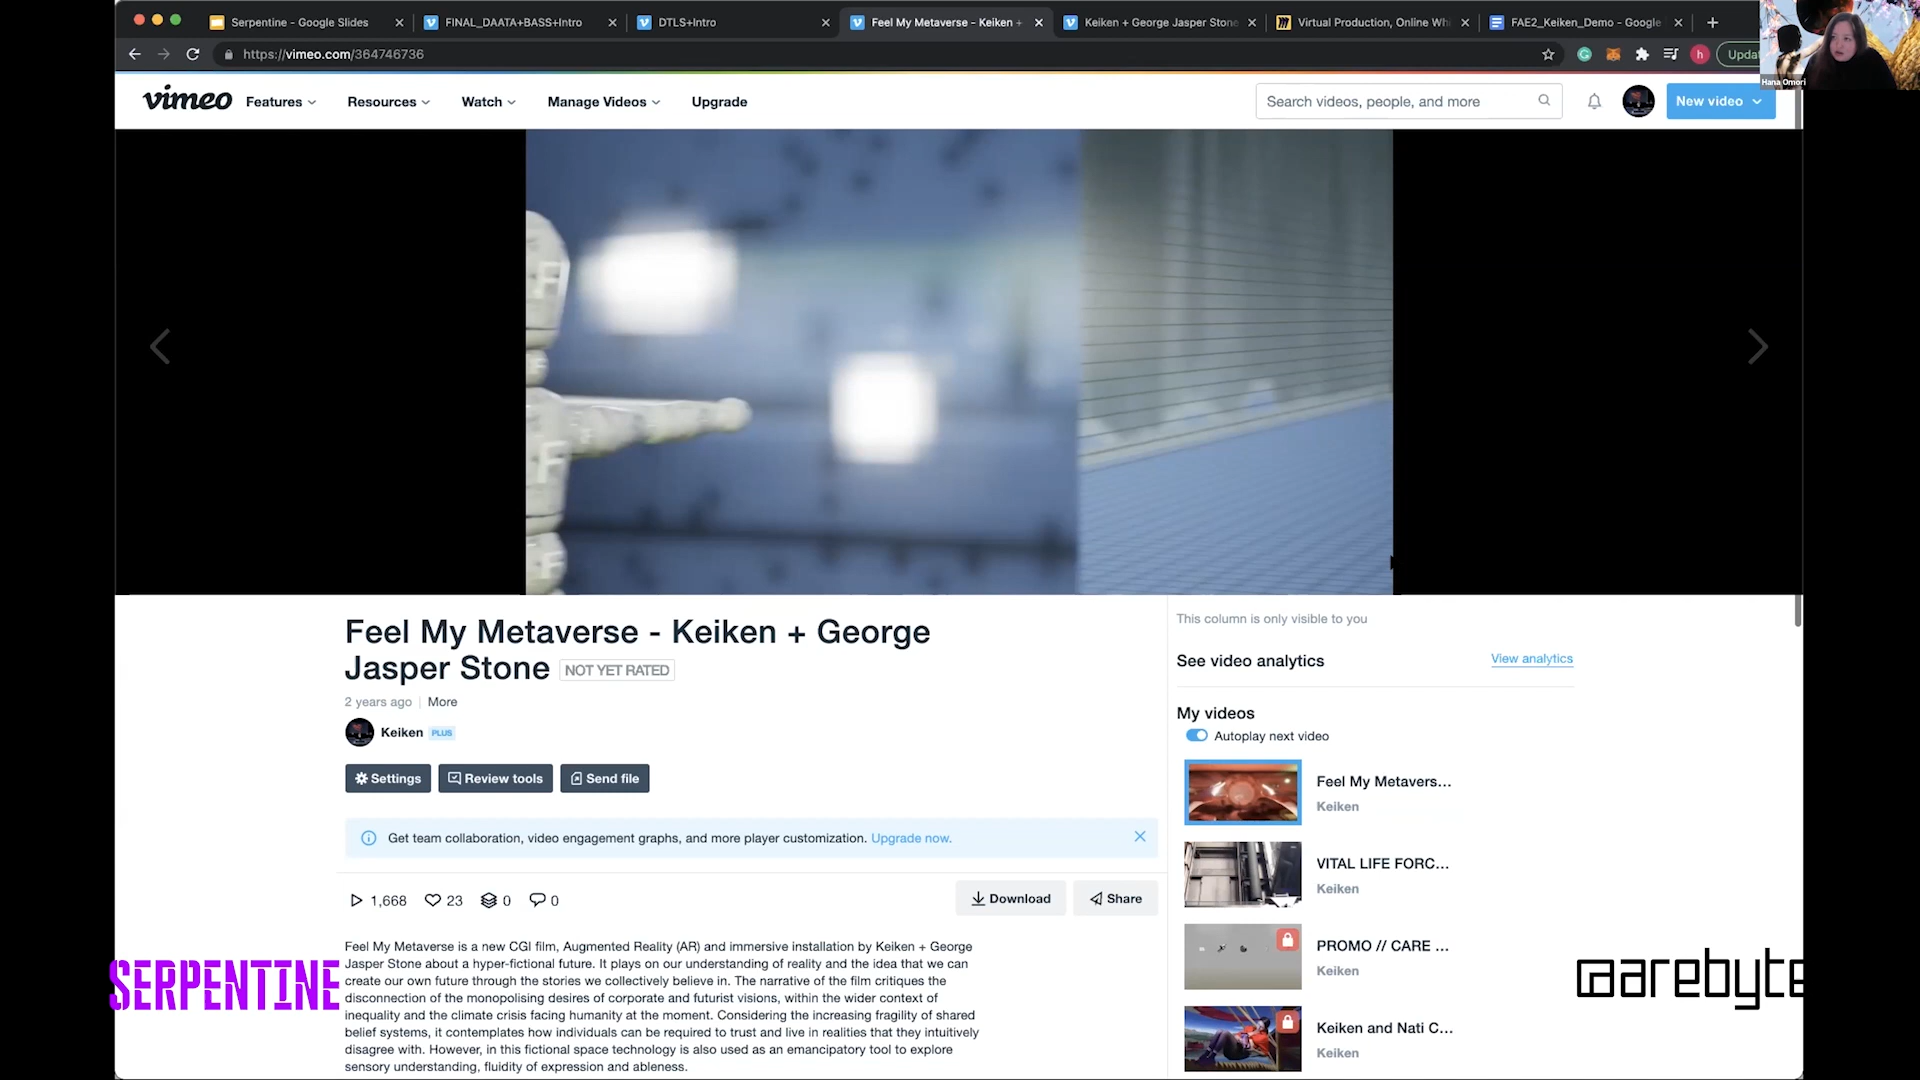 Serpentine - Google Slides
FINAL_DAATA+BASS+Intro
DTLS+Intro
Feel My Metaverse - Keiken +
Keiken + George Jasper Stone
Virtual Production, Online Whi
FAE2_Keiken_Demo - Google
https://vimeo.com/364746736
h
Updat
Hana Omori
vimeo
Features
Resources
Watch
Manage Videos
Upgrade
Search videos, people, and more
New video
F
F
F
Feel My Metaverse - Keiken + George
Jasper Stone NOT YET RATED
2 years ago | More
Keiken PLUS
Settings
Review tools
Send file
Get team collaboration, video engagement graphs, and more player customization. Upgrade now.
1,668
23
0
0
Download
Share
Feel My Metaverse is a new CGI film, Augmented Reality (AR) and immersive installation by Keiken + George
Jasper Stone about a hyper-fictional future. It plays on our understanding of reality and the idea that we can
create our own future through the stories we collectively believe in. The narrative of the film critiques the
disconnection of the monopolising desires of corporate and futurist visions, within the wider context of
inequality and the climate crisis facing humanity at the moment. Considering the increasing fragility of shared
belief systems, it contemplates how individuals can be required to trust and live in realities that they intuitively
disagree with. However, in this fictional space technology is also used as an emancipatory tool to explore
sensory understanding, fluidity of expression and ableness.
This column is only visible to you
See video analytics
View analytics
My videos
Autoplay next video
Feel My Metavers...
Keiken
VITAL LIFE FORC...
Keiken
PROMO // CARE ...
Keiken
Keiken and Nati C...
Keiken
SERPENTINE
@arebyte